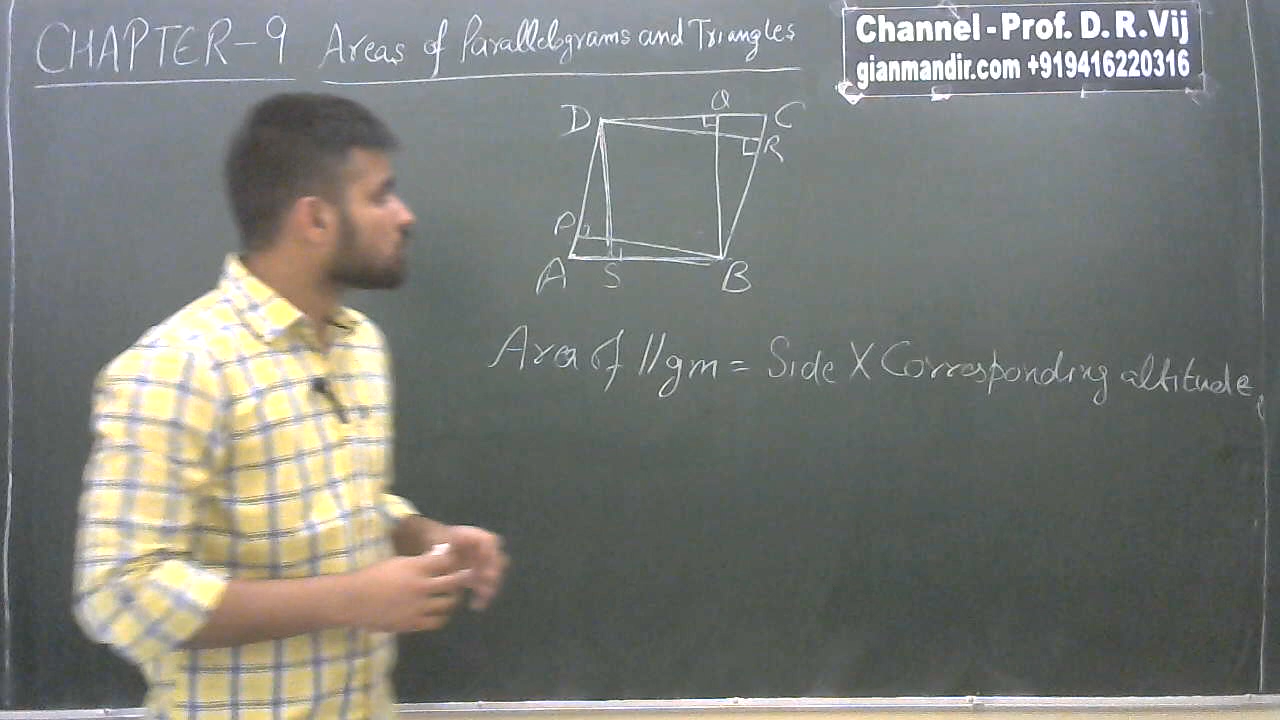 CHAPTER-9 Areas of Parallelograms and Triangles
Channel - Prof. D. R. Vij
gianmandir.com +919416220316
D Q C
R
P
A S B
Area of //gm = Side X Corresponding altitude